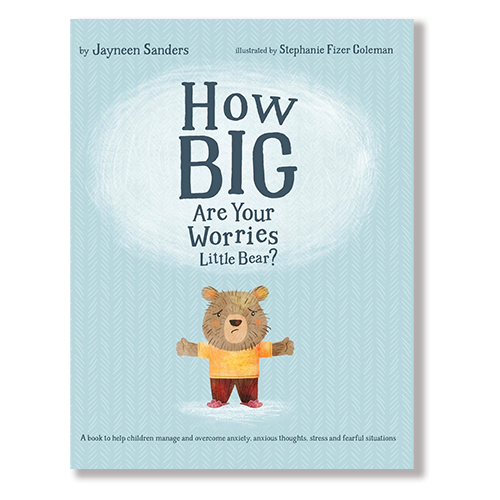 by Jayneen Sanders
illustrated by Stephanie Fizer Coleman
How
BIG
Are Your
Worries
Little Bear?
A book to help children manage and overcome anxiety, anxious thoughts, stress and fearful situations